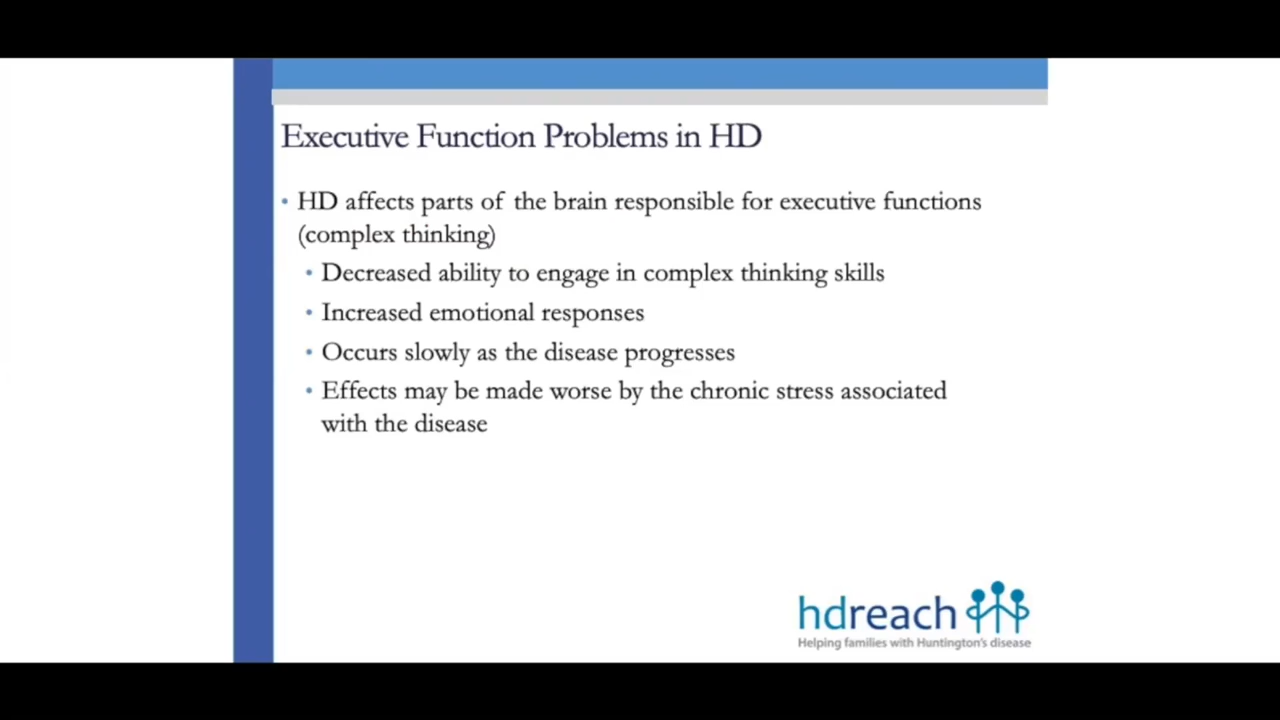 Executive Function Problems in HD
• HD affects parts of the brain responsible for executive functions
(complex thinking)
• Decreased ability to engage in complex thinking skills
• Increased emotional responses
• Occurs slowly as the disease progresses
• Effects may be made worse by the chronic stress associated
with the disease
hdreach
Helping families with Huntington's disease